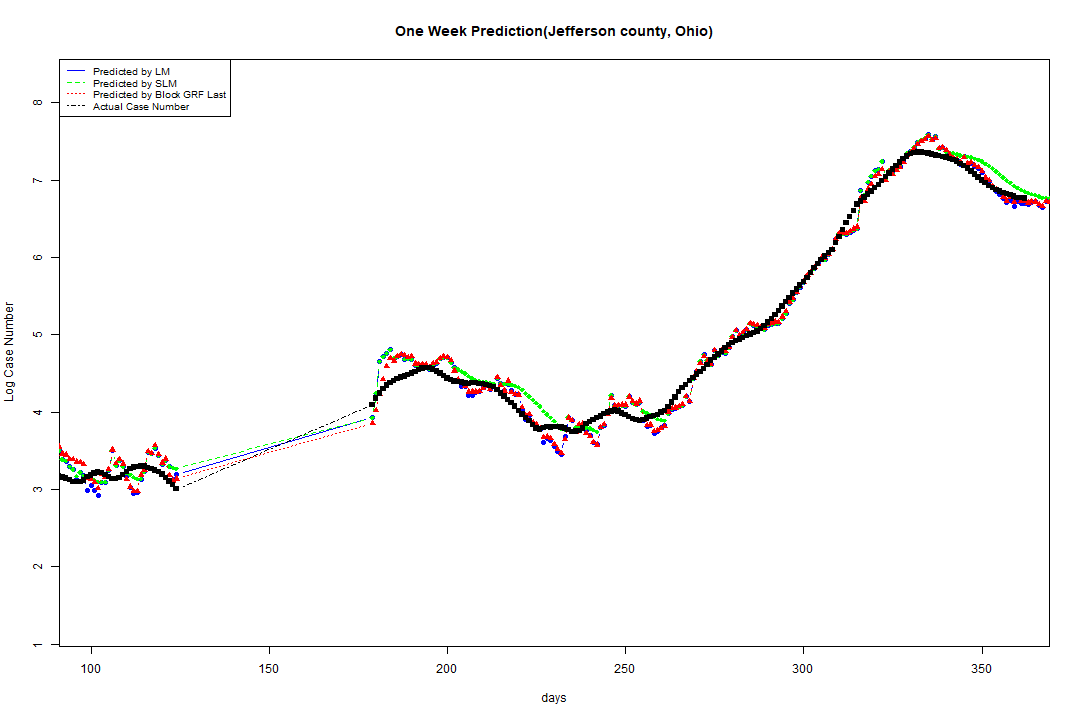 One Week Prediction(Jefferson county, Ohio)
Predicted by LM
Predicted by SLM
Predicted by Block GRF Last
Actual Case Number
8
7
6
5
4
3
2
1
Log Case Number
100 150 200 250 300 350
days